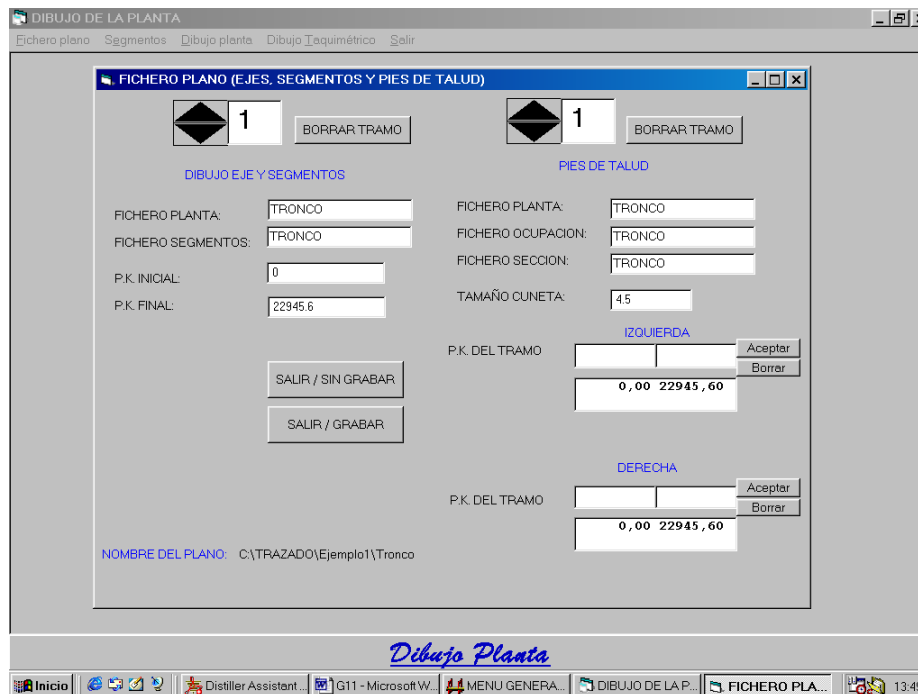 DIBUJO DE LA PLANTA
Fichero plano Segmentos Dibujo planta Dibujo Taquimétrico Salir
FICHERO PLANO (EJES, SEGMENTOS Y PIES DE TALUD)
1
BORRAR TRAMO
DIBUJO EJE Y SEGMENTOS
FICHERO PLANTA: TRONCO
FICHERO SEGMENTOS: TRONCO
P.K. INICIAL: 0
P.K. FINAL: 22945.6
SALIR / SIN GRABAR
SALIR / GRABAR
1
BORRAR TRAMO
PIES DE TALUD
FICHERO PLANTA: TRONCO
FICHERO OCUPACION: TRONCO
FICHERO SECCION: TRONCO
TAMAÑO CUNETA: 4.5
IZQUIERDA
P.K. DEL TRAMO Aceptar
Borrar
0,00 22945,60
DERECHA
P.K. DEL TRAMO Aceptar
Borrar
0,00 22945,60
NOMBRE DEL PLANO: C:\TRAZADO\Ejemplo1\Tronco
Dibujo Planta
Inicio Distiller Assistant ... G11 - Microsoft W... MENU GENERA... DIBUJO DE LA P... FICHERO PLA...